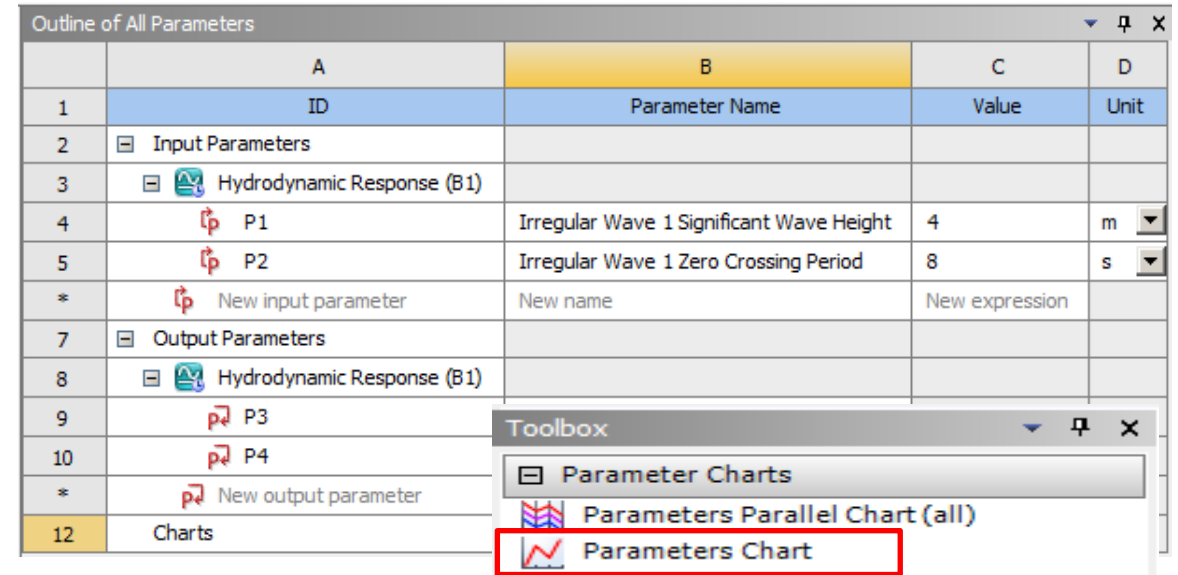 Outline of All Parameters
A B C D
1 ID Parameter Name Value Unit
2 Input Parameters
3 Hydrodynamic Response (B1)
4 P1 Irregular Wave 1 Significant Wave Height 4 m
5 P2 Irregular Wave 1 Zero Crossing Period 8 s
* New input parameter New name New expression
7 Output Parameters
8 Hydrodynamic Response (B1)
9 P3
10 P4
* New output parameter
12 Charts
Toolbox
Parameter Charts
Parameters Parallel Chart (all)
Parameters Chart